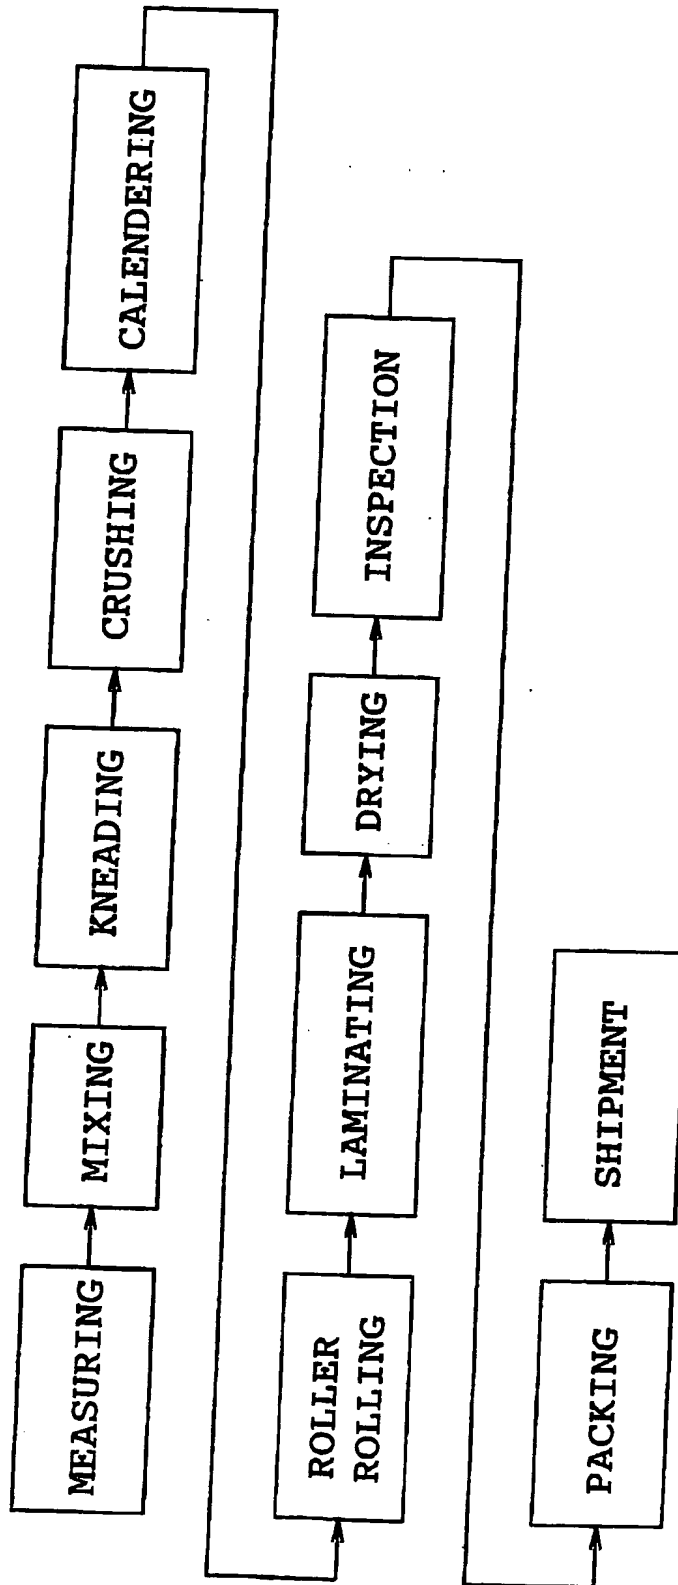 MEASURING
MIXING
KNEADING
CRUSHING
CALENDERING
ROLLER
ROLLING
LAMINATING
DRYING
INSPECTION
PACKING
SHIPMENT